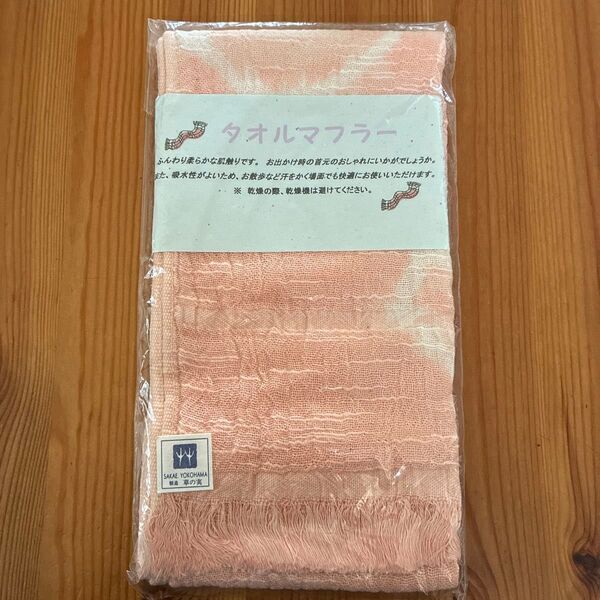 タオルマフラー
ふんわり柔らかな肌触りです。 お出かけ時の首元のおしゃれにいかがでしょうか。
また、吸水性がよいため、お散歩など汗をかく場面でも快適にお使いいただけます。
※ 乾燥の際、乾燥機は避けてください。
SAKAE YOKOHAMA
草の実